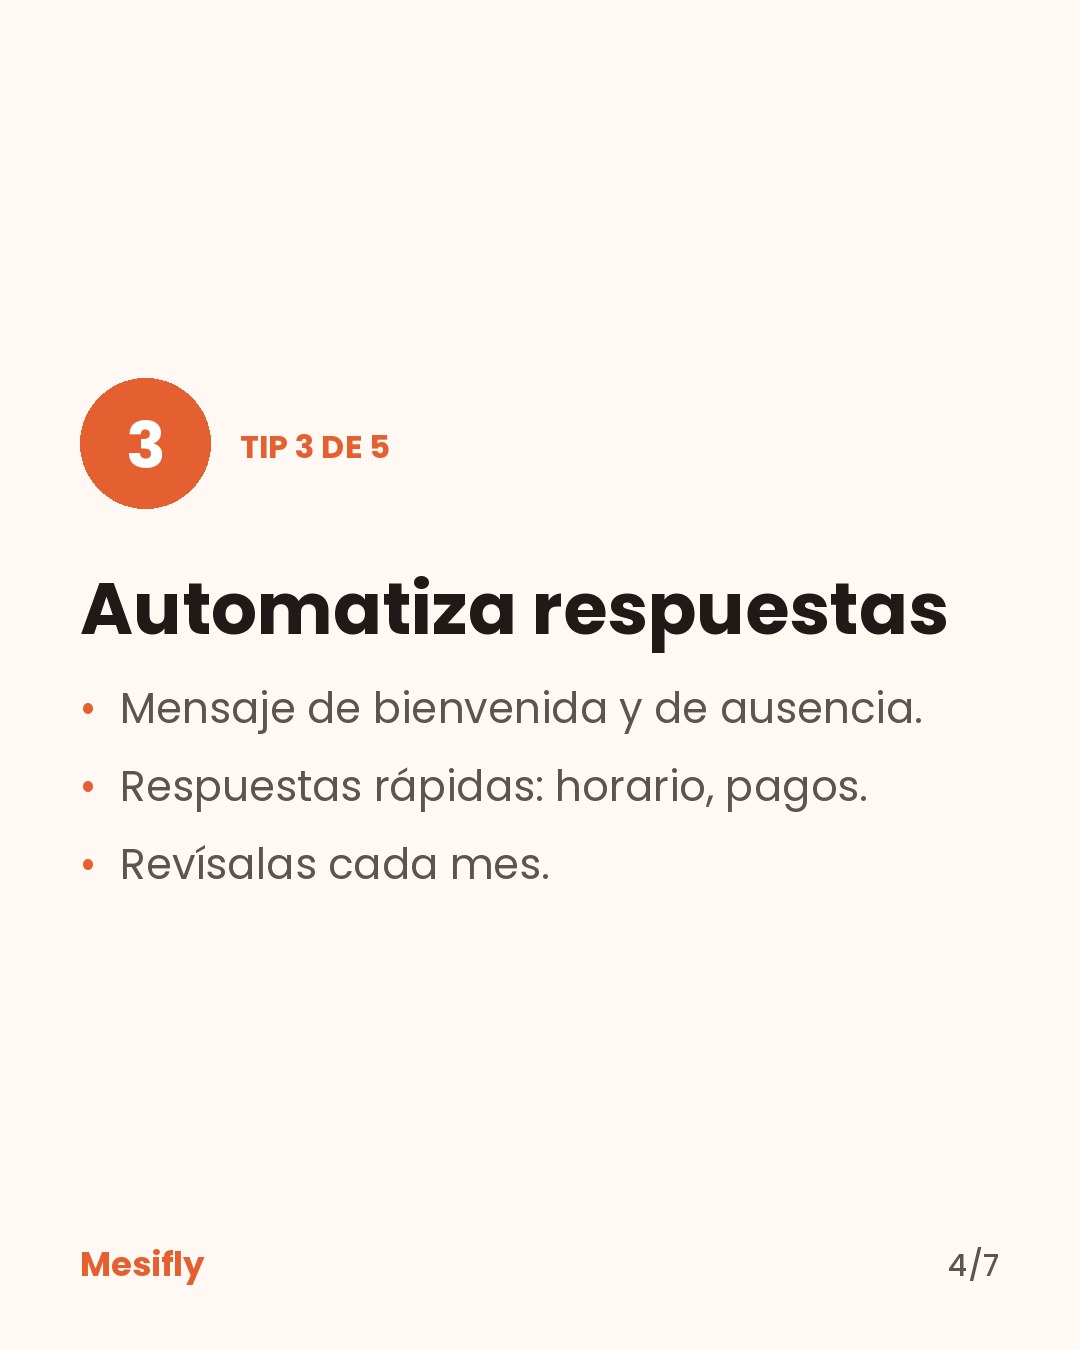 3
TIP 3 DE 5
Automatiza respuestas
• Mensaje de bienvenida y de ausencia.
• Respuestas rápidas: horario, pagos.
• Revísalas cada mes.
Mesifly
4/7